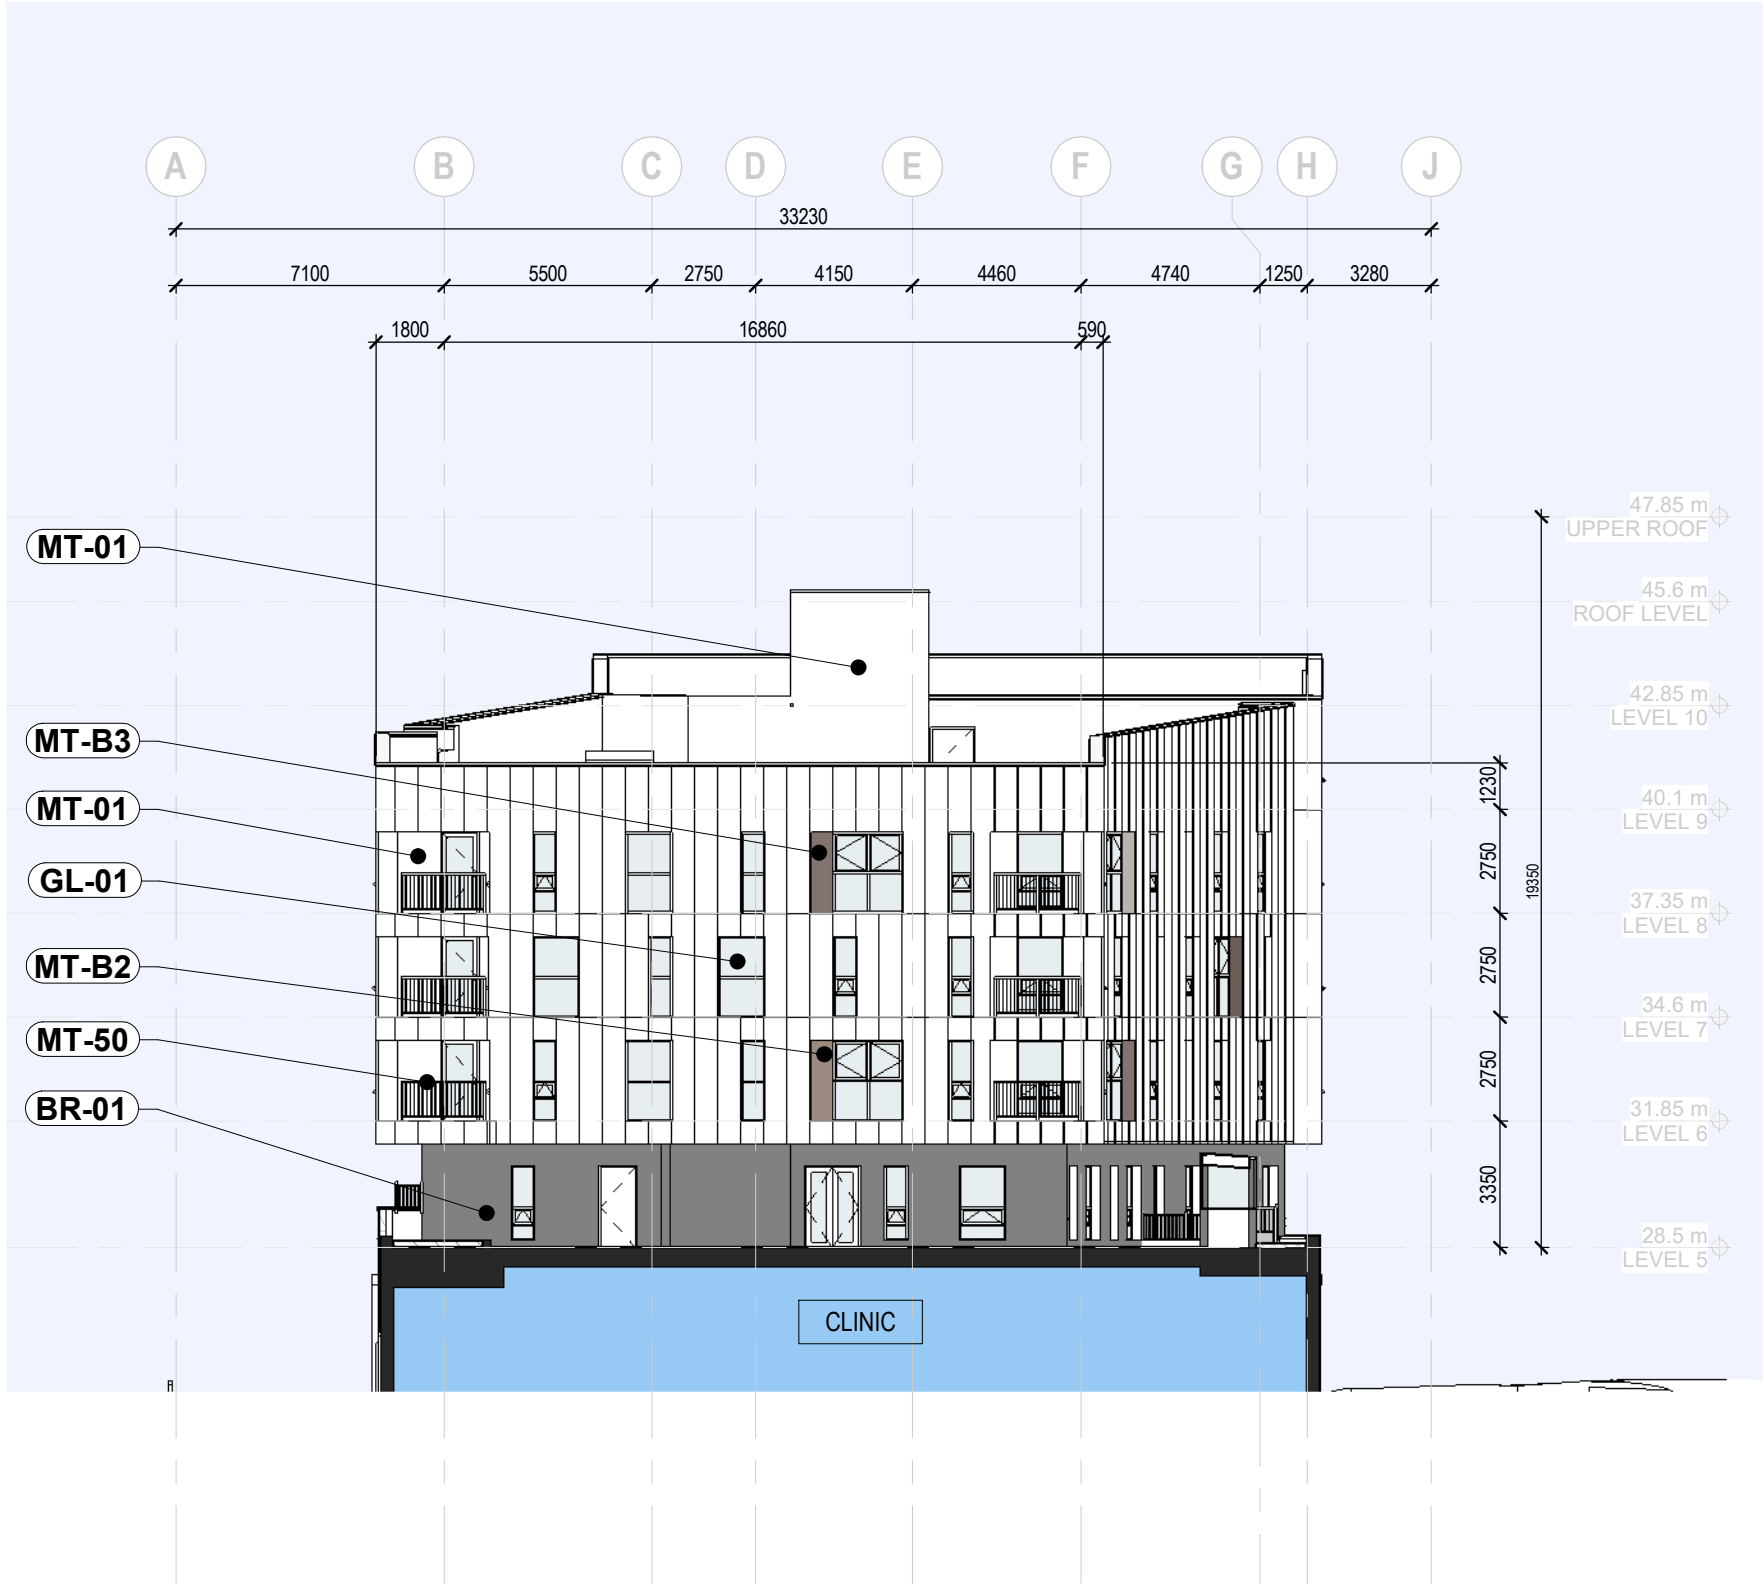 A B C D E F G H J
33230
7100 5500 2750 4150 4460 4740 1250 3280
1800 16860 590
47.85 m
UPPER ROOF
MT-01
45.6 m
ROOF LEVEL
42.85 m
LEVEL 10
MT-B3
1230
40.1 m
LEVEL 9
MT-01
2750
GL-01
19350
37.35 m
LEVEL 8
2750
MT-B2
34.6 m
LEVEL 7
MT-50
2750
BR-01
31.85 m
LEVEL 6
3350
28.5 m
LEVEL 5
CLINIC